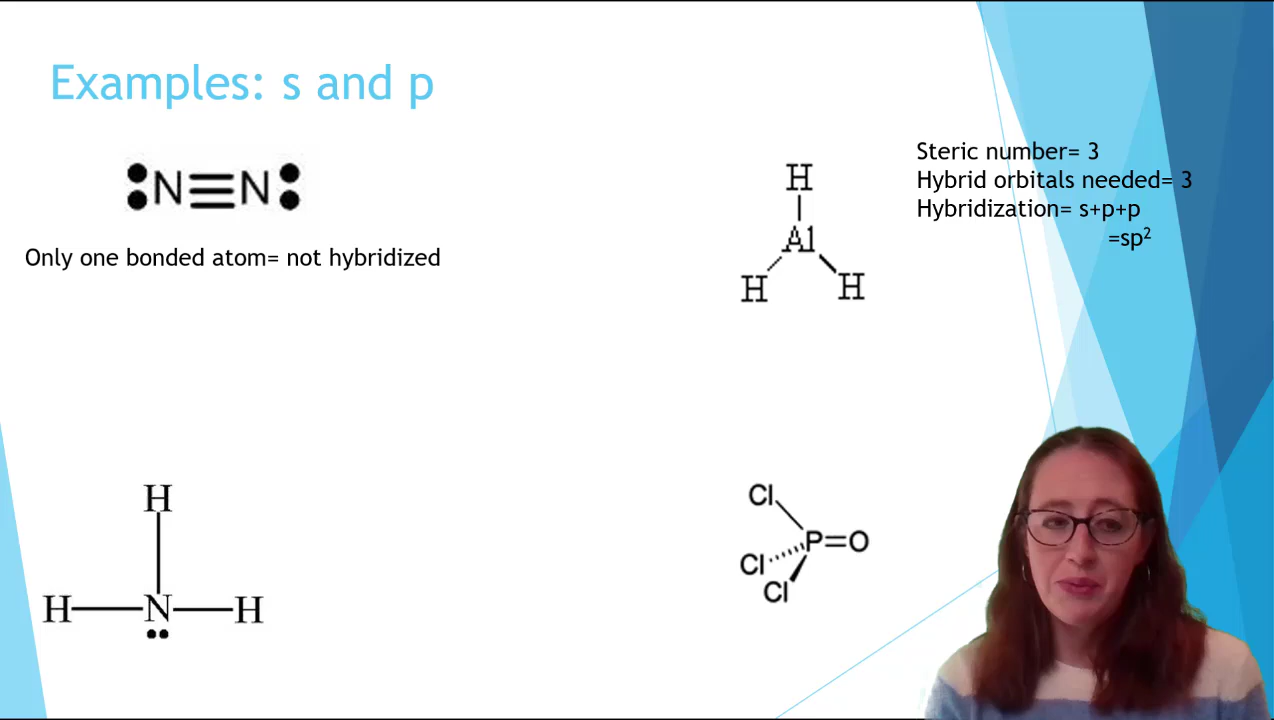 Examples: s and p
:N≡N:
Only one bonded atom= not hybridized
H
Al
H H
Steric number= 3
Hybrid orbitals needed= 3
Hybridization= s+p+p
=sp²
H
H—N—H
Cl
P=O
Cl
Cl